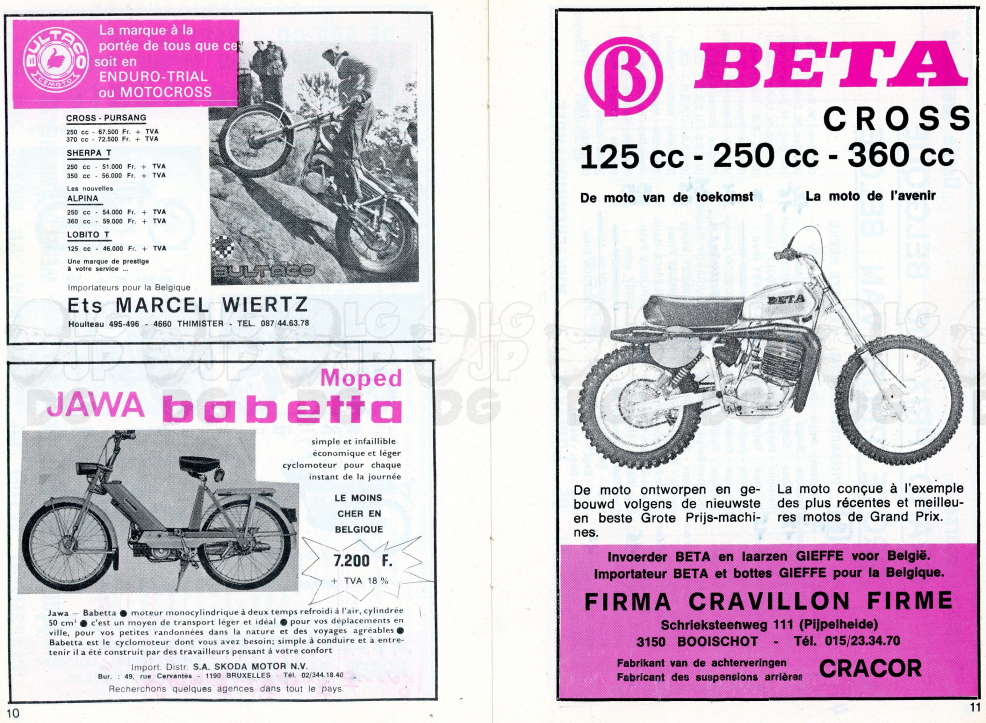 BULTACO
CEMOTO
La marque à la
portée de tous que ce
soit en
ENDURO-TRIAL
ou MOTOCROSS
CROSS - PURSANG
250 cc - 67.500 Fr. + TVA
370 cc - 72.500 Fr. + TVA
SHERPA T
250 cc - 51.000 Fr. + TVA
350 cc - 56.000 Fr. + TVA
Les nouvelles
ALPINA
250 cc - 54.000 Fr. + TVA
360 cc - 59.000 Fr. + TVA
LOBITO T
125 cc - 46.000 Fr. + TVA
Une marque de prestige
à votre service ...
BULTACO
Importateurs pour la Belgique
Ets MARCEL WIERTZ
Houlteau 495-496 - 4660 THIMISTER - TEL. 087/44.63.78
Moped
JAWA babetta
simple et infaillible
économique et léger
cyclomoteur pour chaque
instant de la journée
LE MOINS
CHER EN
BELGIQUE
7.200 F.
+ TVA 18 %
Jawa — Babetta ● moteur monocylindrique à deux temps refroidi à l'air, cylindrée
50 cm³ ● c'est un moyen de transport léger et idéal ● pour vos déplacements en
ville, pour vos petites randonnées dans la nature et des voyages agréables ●
Babetta est le cyclomoteur dont vous avez besoin; simple à conduire et à entre-
tenir il a été construit par des travailleurs pensant à votre confort
Import. Distr. S.A. SKODA MOTOR N.V.
Bur. : 49, rue Cervantès - 1190 BRUXELLES - Tél. 02/344.18.40
Recherchons quelques agences dans tout le pays.
10
β BETA
CROSS
125 cc - 250 cc - 360 cc
De moto van de toekomst
La moto de l'avenir
BETA
De moto ontworpen en ge-
bouwd volgens de nieuwste
en beste Grote Prijs-machi-
nes.
La moto conçue à l'exemple
des plus récentes et meilleu-
res motos de Grand Prix.
Invoerder BETA en laarzen GIEFFE voor België.
Importateur BETA et bottes GIEFFE pour la Belgique.
FIRMA CRAVILLON FIRME
Schrieksteenweg 111 (Pijpelheide)
3150 BOOISCHOT - Tél. 015/23.34.70
Fabrikant van de achterveringen
Fabricant des suspensions arrières
CRACOR
11